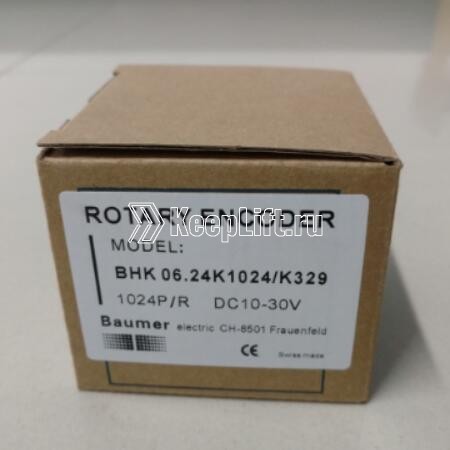 ROTARY ENCODER
KeepLift.ru
MODEL:
BHK 06.24K1024/K329
1024P/R DC10-30V
Baumer electric CH-8501 Frauenfeld
CE Swiss made